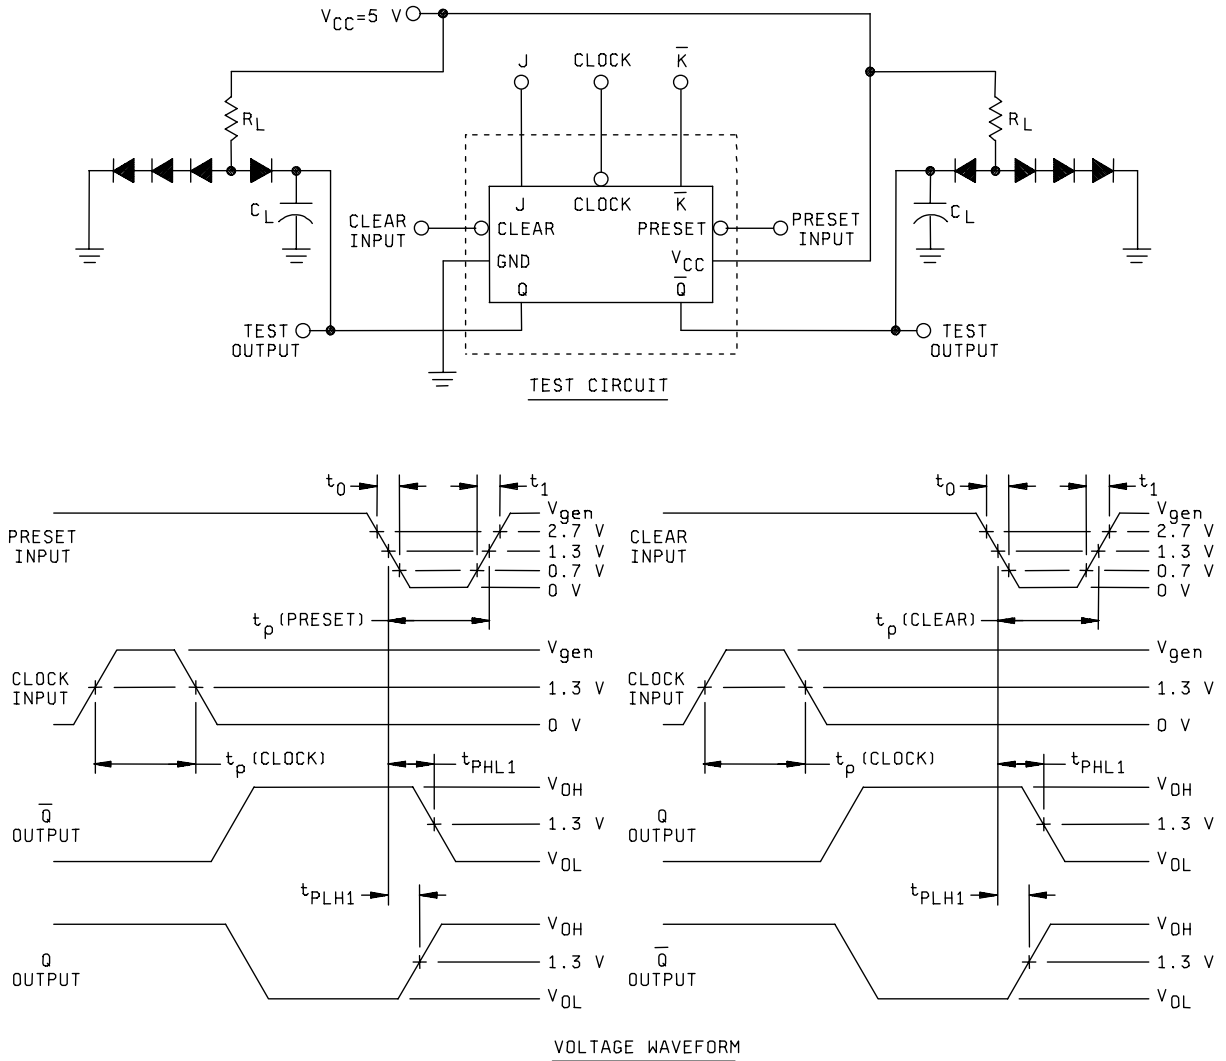 V_CC=5 V
J CLOCK K̅
R_L R_L
C_L J CLOCK K̅ C_L
CLEAR INPUT CLEAR PRESET PRESET INPUT
GND V_CC
Q Q̅
TEST OUTPUT TEST OUTPUT
TEST CIRCUIT
t_0 t_1 t_0 t_1
PRESET INPUT
V_gen
2.7 V
1.3 V
0.7 V
0 V
CLEAR INPUT
V_gen
2.7 V
1.3 V
0.7 V
0 V
t_p (PRESET) t_p (CLEAR)
CLOCK INPUT
V_gen
1.3 V
0 V
CLOCK INPUT
V_gen
1.3 V
0 V
t_p (CLOCK) t_PHL1 t_p (CLOCK) t_PHL1
Q̅ OUTPUT
V_OH
1.3 V
V_OL
Q OUTPUT
V_OH
1.3 V
V_OL
t_PLH1 t_PLH1
Q OUTPUT
V_OH
1.3 V
V_OL
Q̅ OUTPUT
V_OH
1.3 V
V_OL
VOLTAGE WAVEFORM